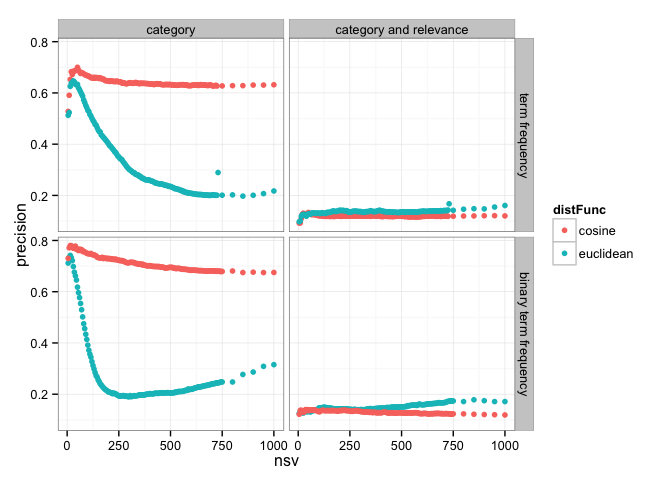 category
category and relevance
0.8
0.6
0.4
0.2
term frequency
0.8
0.6
0.4
0.2
binary term frequency
precision
0
250
500
750
1000
0
250
500
750
1000
nsv
distFunc
cosine
euclidean